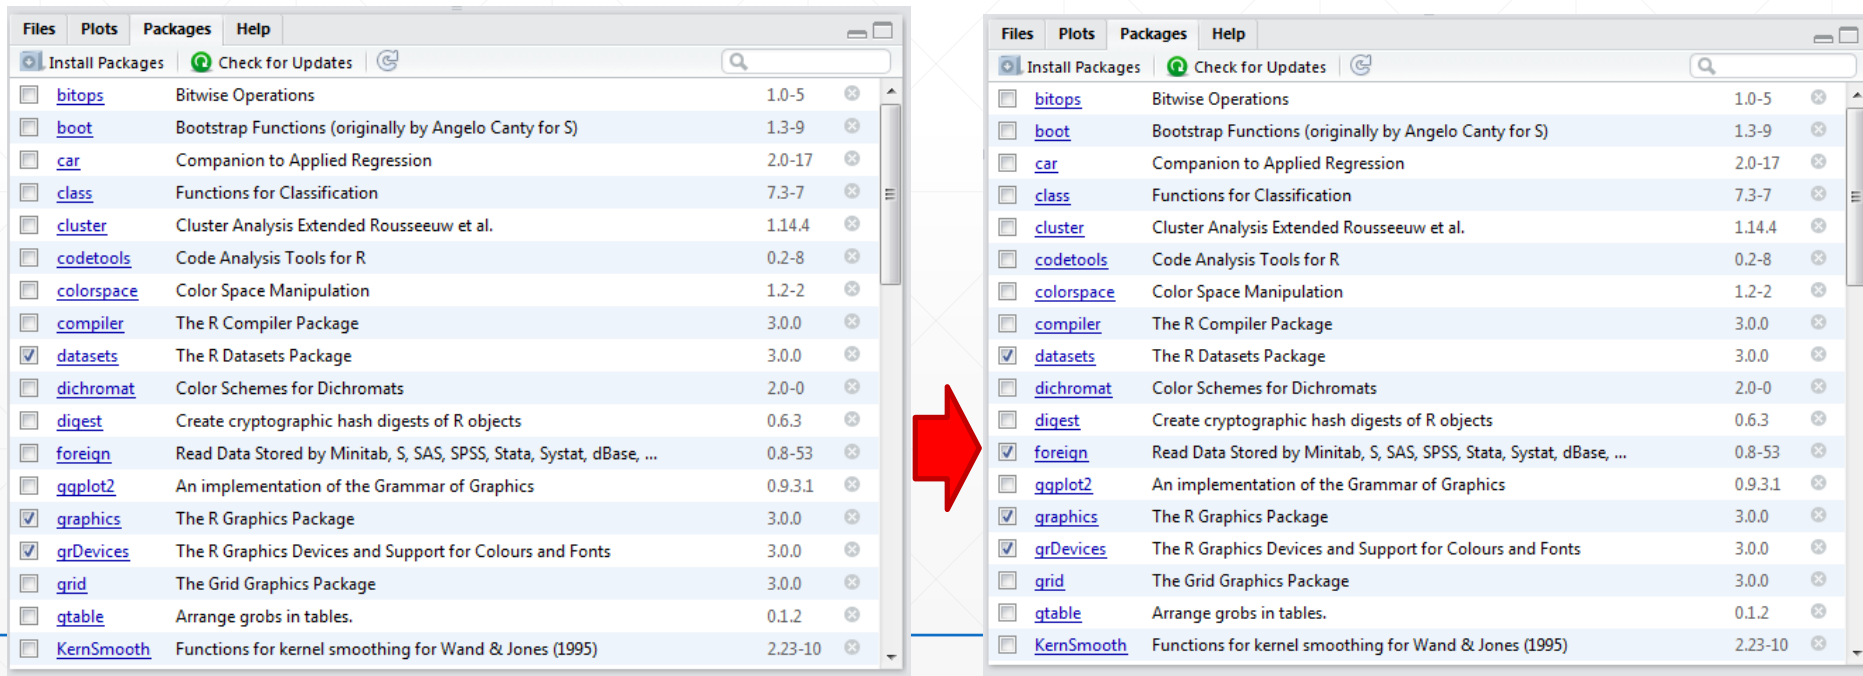 Files Plots Packages Help
Install Packages Check for Updates
bitops Bitwise Operations 1.0-5
boot Bootstrap Functions (originally by Angelo Canty for S) 1.3-9
car Companion to Applied Regression 2.0-17
class Functions for Classification 7.3-7
cluster Cluster Analysis Extended Rousseeuw et al. 1.14.4
codetools Code Analysis Tools for R 0.2-8
colorspace Color Space Manipulation 1.2-2
compiler The R Compiler Package 3.0.0
datasets The R Datasets Package 3.0.0
dichromat Color Schemes for Dichromats 2.0-0
digest Create cryptographic hash digests of R objects 0.6.3
foreign Read Data Stored by Minitab, S, SAS, SPSS, Stata, Systat, dBase, ... 0.8-53
ggplot2 An implementation of the Grammar of Graphics 0.9.3.1
graphics The R Graphics Package 3.0.0
grDevices The R Graphics Devices and Support for Colours and Fonts 3.0.0
grid The Grid Graphics Package 3.0.0
gtable Arrange grobs in tables. 0.1.2
KernSmooth Functions for kernel smoothing for Wand & Jones (1995) 2.23-10
Files Plots Packages Help
Install Packages Check for Updates
bitops Bitwise Operations 1.0-5
boot Bootstrap Functions (originally by Angelo Canty for S) 1.3-9
car Companion to Applied Regression 2.0-17
class Functions for Classification 7.3-7
cluster Cluster Analysis Extended Rousseeuw et al. 1.14.4
codetools Code Analysis Tools for R 0.2-8
colorspace Color Space Manipulation 1.2-2
compiler The R Compiler Package 3.0.0
datasets The R Datasets Package 3.0.0
dichromat Color Schemes for Dichromats 2.0-0
digest Create cryptographic hash digests of R objects 0.6.3
foreign Read Data Stored by Minitab, S, SAS, SPSS, Stata, Systat, dBase, ... 0.8-53
ggplot2 An implementation of the Grammar of Graphics 0.9.3.1
graphics The R Graphics Package 3.0.0
grDevices The R Graphics Devices and Support for Colours and Fonts 3.0.0
grid The Grid Graphics Package 3.0.0
gtable Arrange grobs in tables. 0.1.2
KernSmooth Functions for kernel smoothing for Wand & Jones (1995) 2.23-10